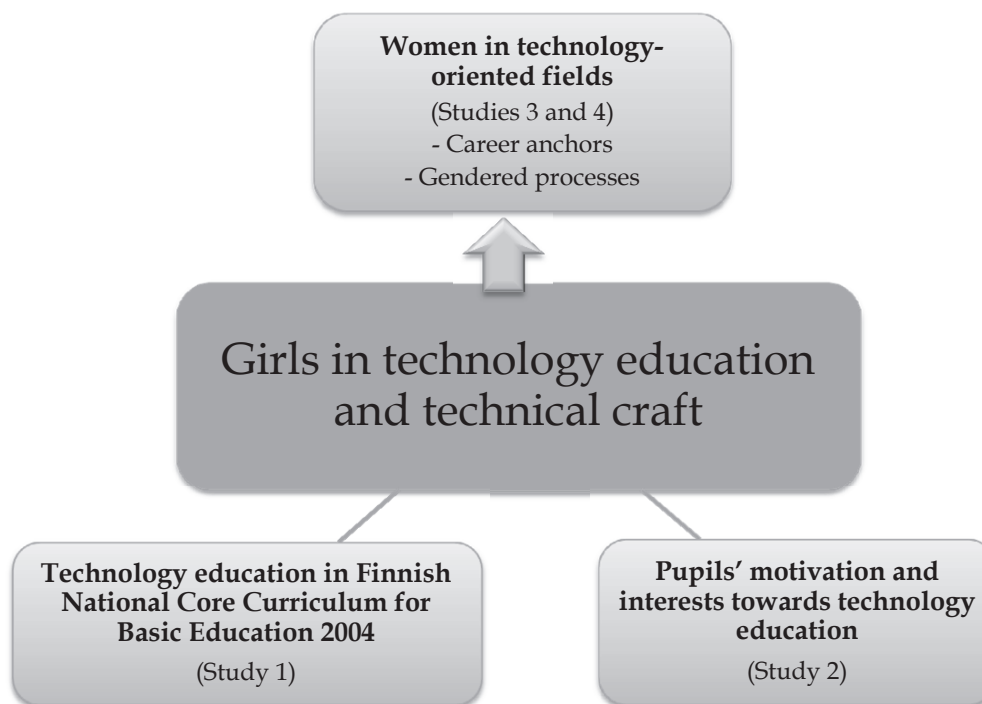 Women in technology-
oriented fields
(Studies 3 and 4)
- Career anchors
- Gendered processes
Girls in technology education
and technical craft
Technology education in Finnish
National Core Curriculum for
Basic Education 2004
(Study 1)
Pupils’ motivation and
interests towards technology
education
(Study 2)